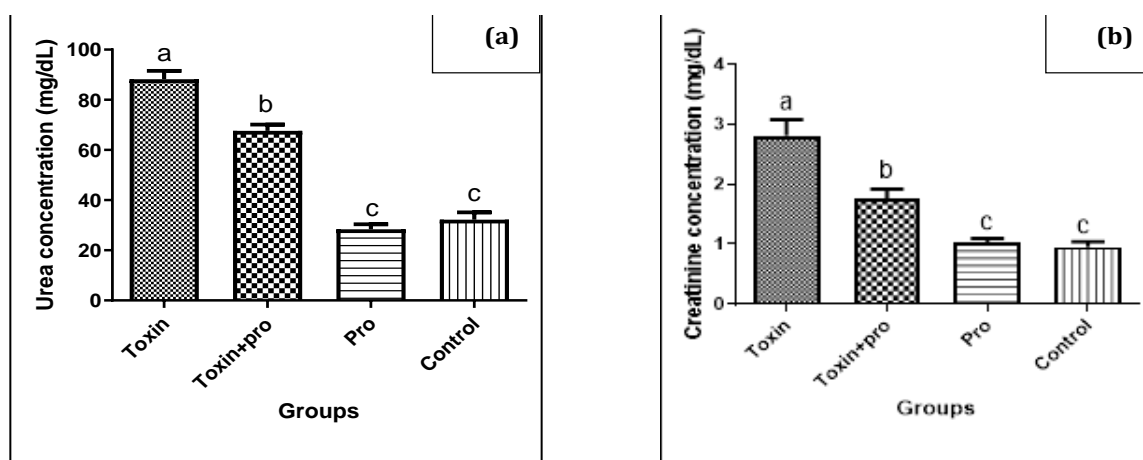 (a)
Urea concentration (mg/dL)
100
80
60
40
20
0
a
b
c
c
Toxin
Toxin+pro
Pro
Control
Groups
(b)
Creatinine concentration (mg/dL)
4
3
2
1
0
a
b
c
c
Toxin
Toxin+pro
Pro
Control
Groups